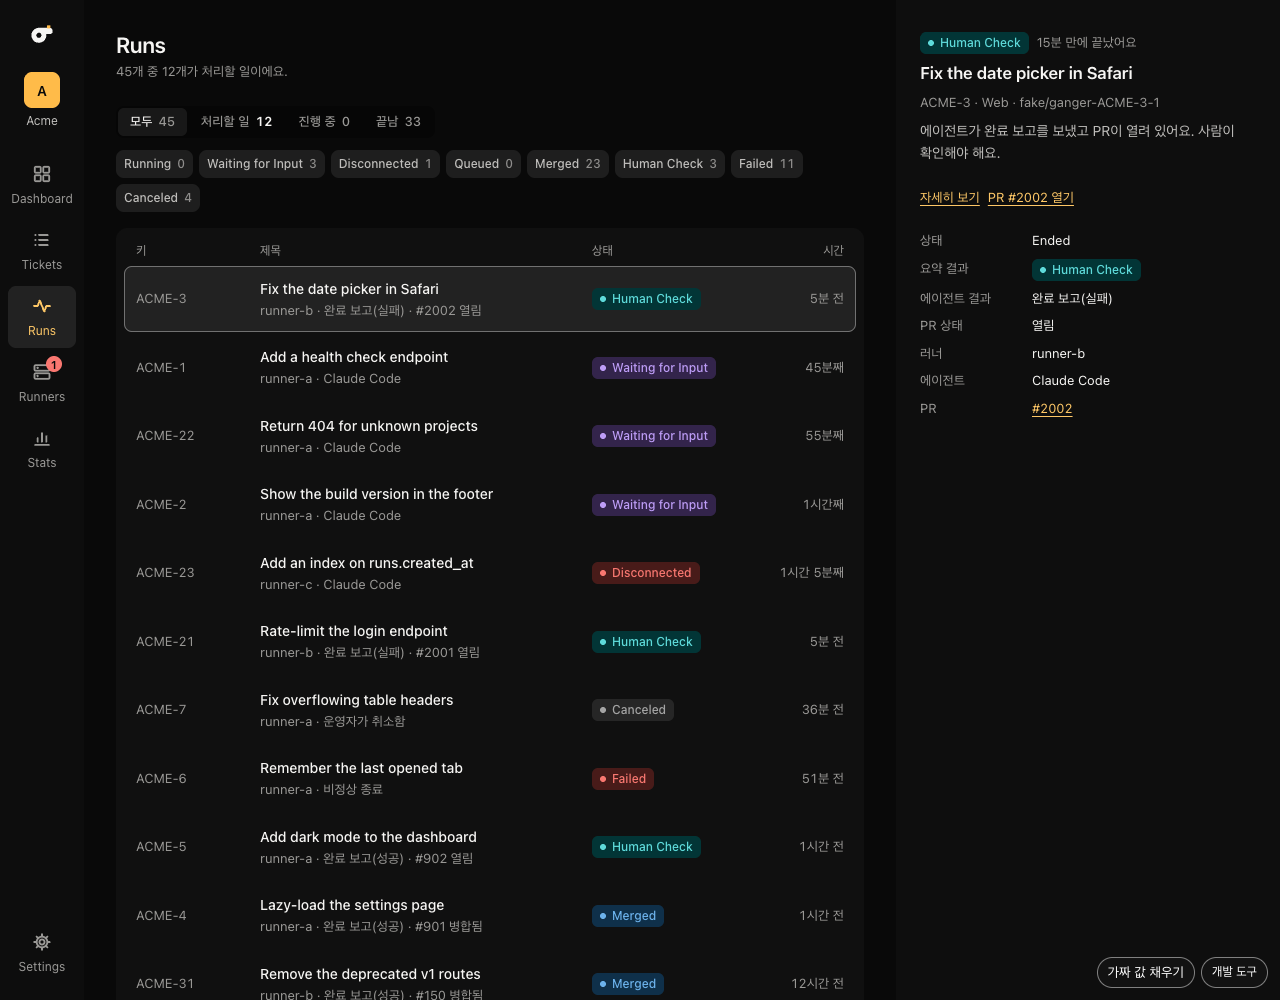 A
Acme
Dashboard
Tickets
Runs
1
Runners
Stats
Settings
Runs
45개 중 12개가 처리할 일이에요.
모두 45 처리할 일 12 진행 중 0 끝남 33
Running 0 Waiting for Input 3 Disconnected 1 Queued 0 Merged 23 Human Check 3 Failed 11
Canceled 4
키 제목 상태 시간
ACME-3 Fix the date picker in Safari Human Check 5분 전
runner-b · 완료 보고(실패) · #2002 열림
ACME-1 Add a health check endpoint Waiting for Input 45분째
runner-a · Claude Code
ACME-22 Return 404 for unknown projects Waiting for Input 55분째
runner-a · Claude Code
ACME-2 Show the build version in the footer Waiting for Input 1시간째
runner-a · Claude Code
ACME-23 Add an index on runs.created_at Disconnected 1시간 5분째
runner-c · Claude Code
ACME-21 Rate-limit the login endpoint Human Check 5분 전
runner-b · 완료 보고(실패) · #2001 열림
ACME-7 Fix overflowing table headers Canceled 36분 전
runner-a · 운영자가 취소함
ACME-6 Remember the last opened tab Failed 51분 전
runner-a · 비정상 종료
ACME-5 Add dark mode to the dashboard Human Check 1시간 전
runner-a · 완료 보고(성공) · #902 열림
ACME-4 Lazy-load the settings page Merged 1시간 전
runner-a · 완료 보고(성공) · #901 병합됨
ACME-31 Remove the deprecated v1 routes Merged 12시간 전
runner-b · 완료 보고(성공) · #150 병합됨
Human Check 15분 만에 끝났어요
Fix the date picker in Safari
ACME-3 · Web · fake/ganger-ACME-3-1
에이전트가 완료 보고를 보냈고 PR이 열려 있어요. 사람이
확인해야 해요.
자세히 보기 PR #2002 열기
상태 Ended
요약 결과 Human Check
에이전트 결과 완료 보고(실패)
PR 상태 열림
러너 runner-b
에이전트 Claude Code
PR #2002
가짜 값 채우기 개발 도구